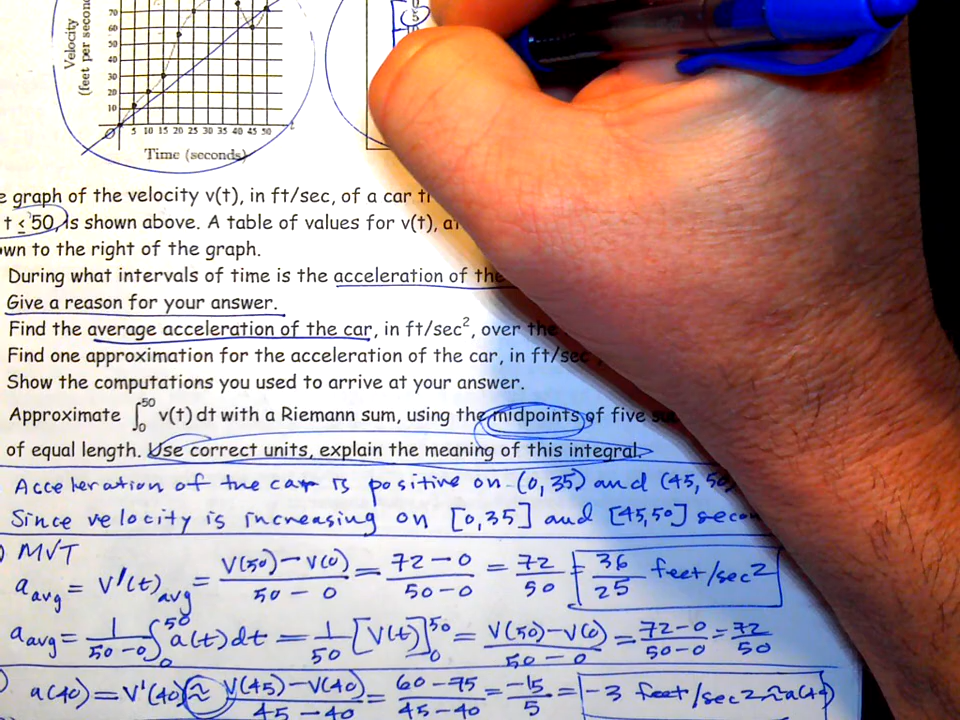 Velocity
(feet per secon
70
60
50
40
30
20
10
0
5 10 15 20 25 30 35 40 45 50 t
Time (seconds)
5
e graph of the velocity v(t), in ft/sec, of a car
t ≤ 50, is shown above. A table of values for v(t),
own to the right of the graph.
During what intervals of time is the acceleration of the
Give a reason for your answer.
Find the average acceleration of the car, in ft/sec², over the
Find one approximation for the acceleration of the car, in ft/sec
Show the computations you used to arrive at your answer.
Approximate ∫₀⁵⁰ v(t) dt with a Riemann sum, using the midpoints of five
of equal length. Use correct units, explain the meaning of this integral.
Acceleration of the car is positive on (0,35) and (45,50
Since velocity is increasing on [0,35] and [45,50] seco
) MVT
a avg = v'(t) avg = (v(50) - v(0))/(50 - 0) = (72 - 0)/(50 - 0) = 72/50 = 36/25 feet/sec2
a avg = 1/(50 - 0) ∫₀⁵⁰ a(t) dt = 1/50 [v(t)]₀⁵⁰ = (v(50) - v(0))/(50 - 0) = (72 - 0)/(50 - 0) = 72/50
) a(40) = v'(40) ≈ (v(45) - v(40))/(45 - 40) = (60 - 75)/(45 - 40) = -15/5 = -3 feet/sec2 ≈ a(4